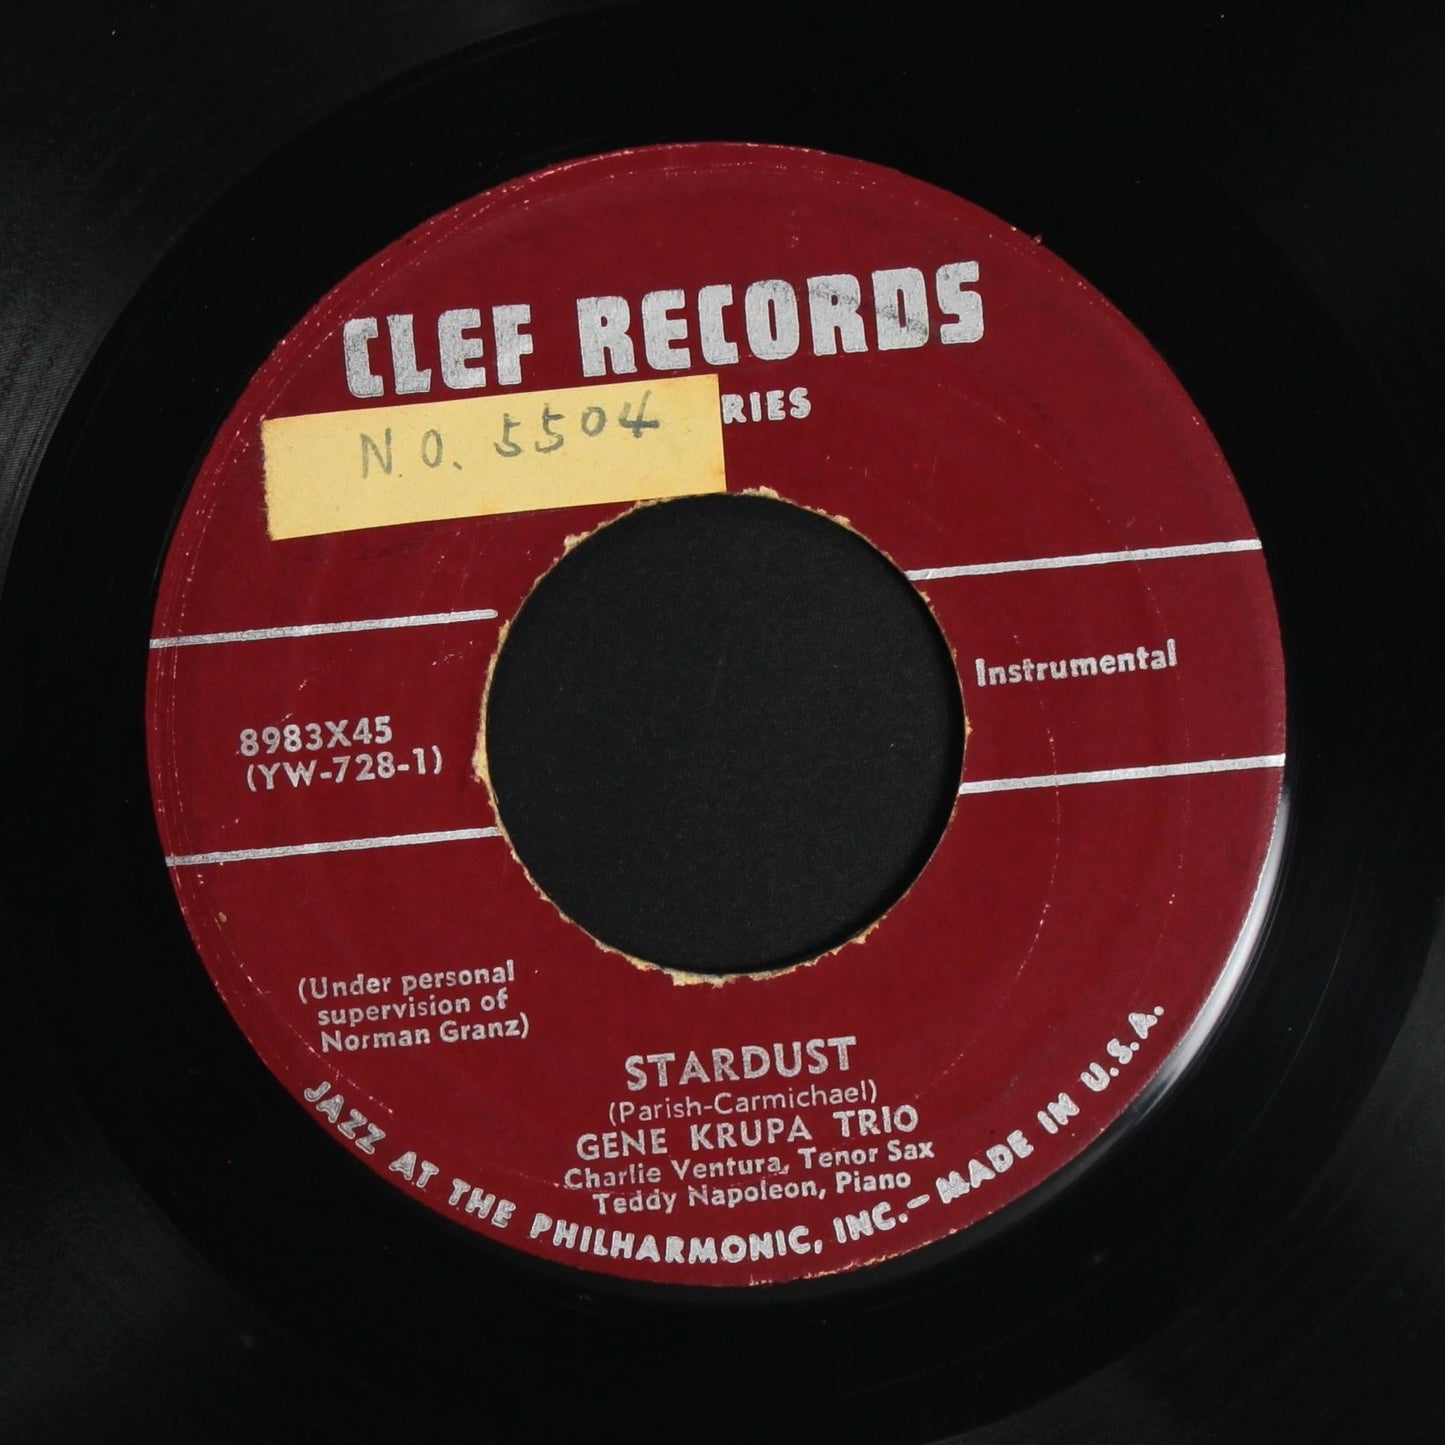 CLEF RECORDS
RIES
NO. 5504
Instrumental
8983X45
(YW-728-1)
(Under personal
supervision of
Norman Granz)
STARDUST
(Parish-Carmichael)
GENE KRUPA TRIO
Charlie Ventura, Tenor Sax
Teddy Napoleon, Piano
JAZZ AT THE PHILHARMONIC, INC.–MADE IN U.S.A.